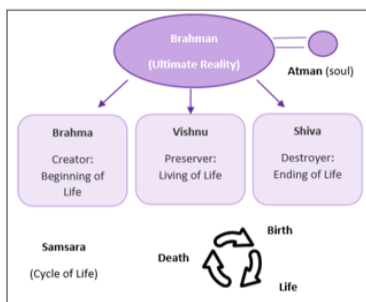 Brahman
(Ultimate Reality)
Atman (soul)
Brahma
Creator:
Beginning of
Life
Vishnu
Preserver:
Living of Life
Shiva
Destroyer:
Ending of Life
Samsara
(Cycle of Life)
Birth
Death
Life